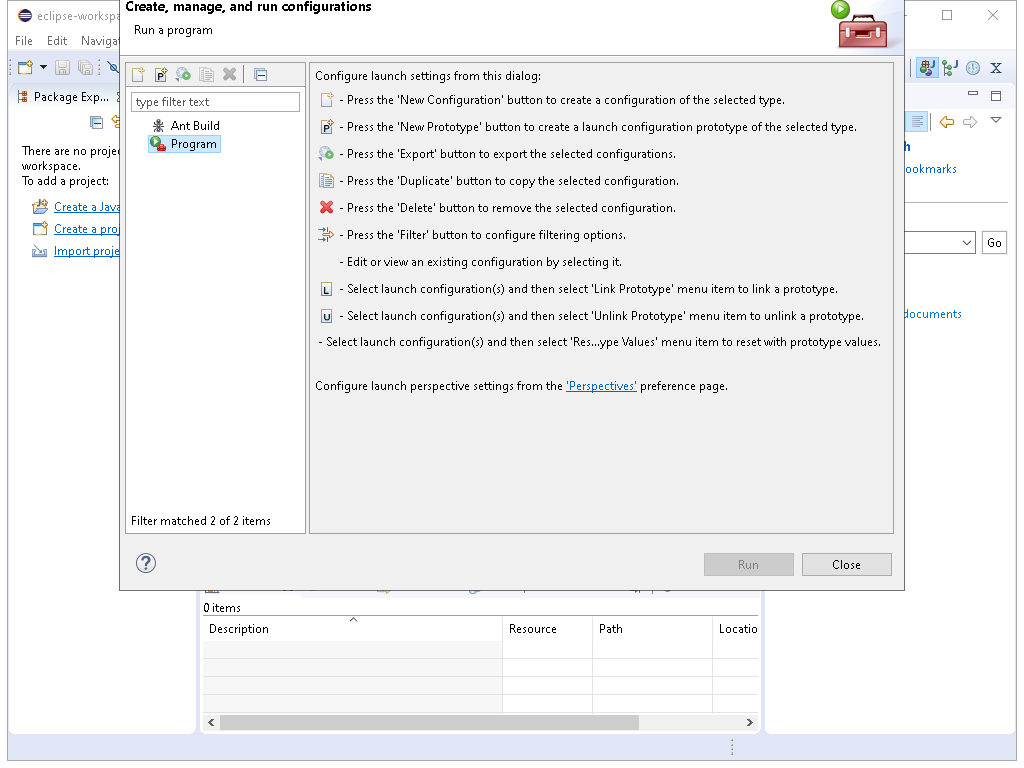 eclipse-workspa
File Edit Navigat
Package Exp...
There are no proje
workspace.
To add a project:
Create a Java
Create a proj
Import proje
Create, manage, and run configurations
Run a program
type filter text
Ant Build
Program
Filter matched 2 of 2 items
Configure launch settings from this dialog:
- Press the 'New Configuration' button to create a configuration of the selected type.
- Press the 'New Prototype' button to create a launch configuration prototype of the selected type.
- Press the 'Export' button to export the selected configurations.
- Press the 'Duplicate' button to copy the selected configuration.
- Press the 'Delete' button to remove the selected configuration.
- Press the 'Filter' button to configure filtering options.
- Edit or view an existing configuration by selecting it.
L - Select launch configuration(s) and then select 'Link Prototype' menu item to link a prototype.
U - Select launch configuration(s) and then select 'Unlink Prototype' menu item to unlink a prototype.
- Select launch configuration(s) and then select 'Res...ype Values' menu item to reset with prototype values.
Configure launch perspective settings from the 'Perspectives' preference page.
Run Close
h
ookmarks
Go
documents
0 items
Description Resource Path Locatio